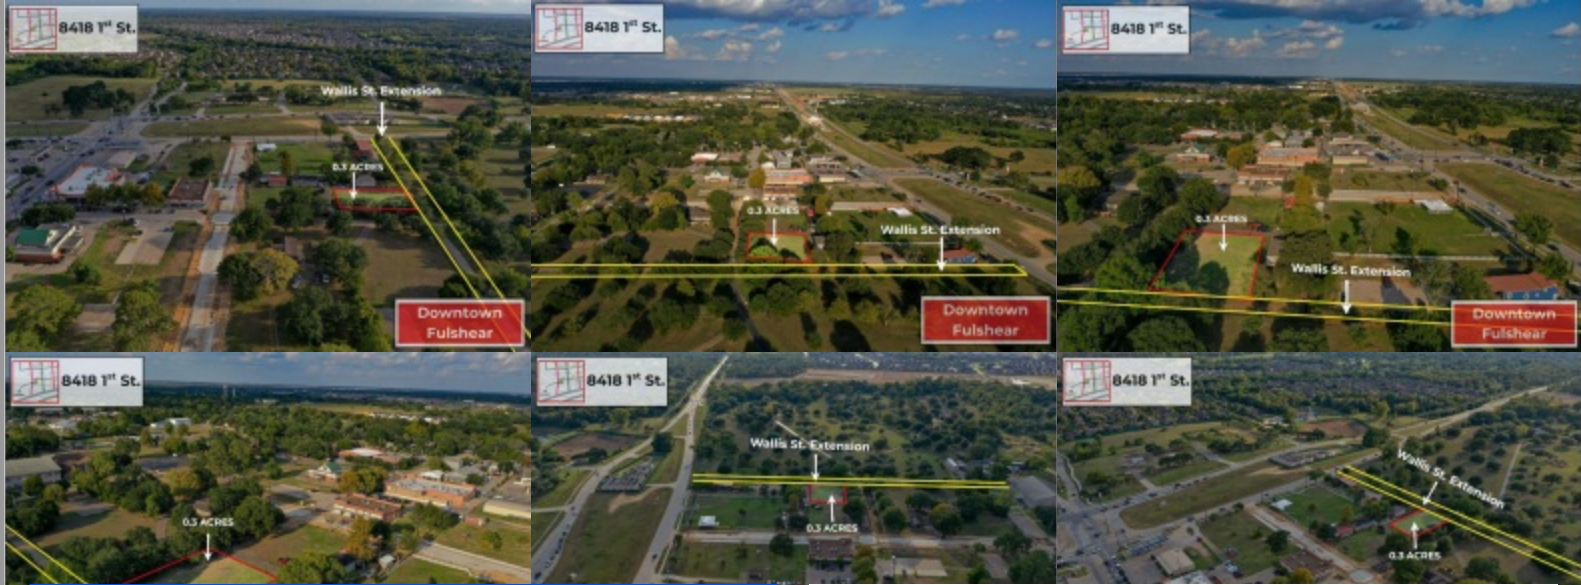 8418 1st St.
Wallis St. Extension
0.3 ACRES
Downtown
Fulshear
8418 1st St.
0.3 ACRES
Wallis St. Extension
Downtown
Fulshear
8418 1st St.
0.3 ACRES
Wallis St. Extension
Downtown
Fulshear
8418 1st St.
0.3 ACRES
8418 1st St.
Wallis St. Extension
0.3 ACRES
8418 1st St.
Wallis St. Extension
0.3 ACRES